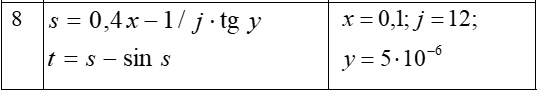 8 s = 0,4x – 1/ j · tg y x = 0,1; j = 12;
t = s – sin s y = 5·10⁻⁶